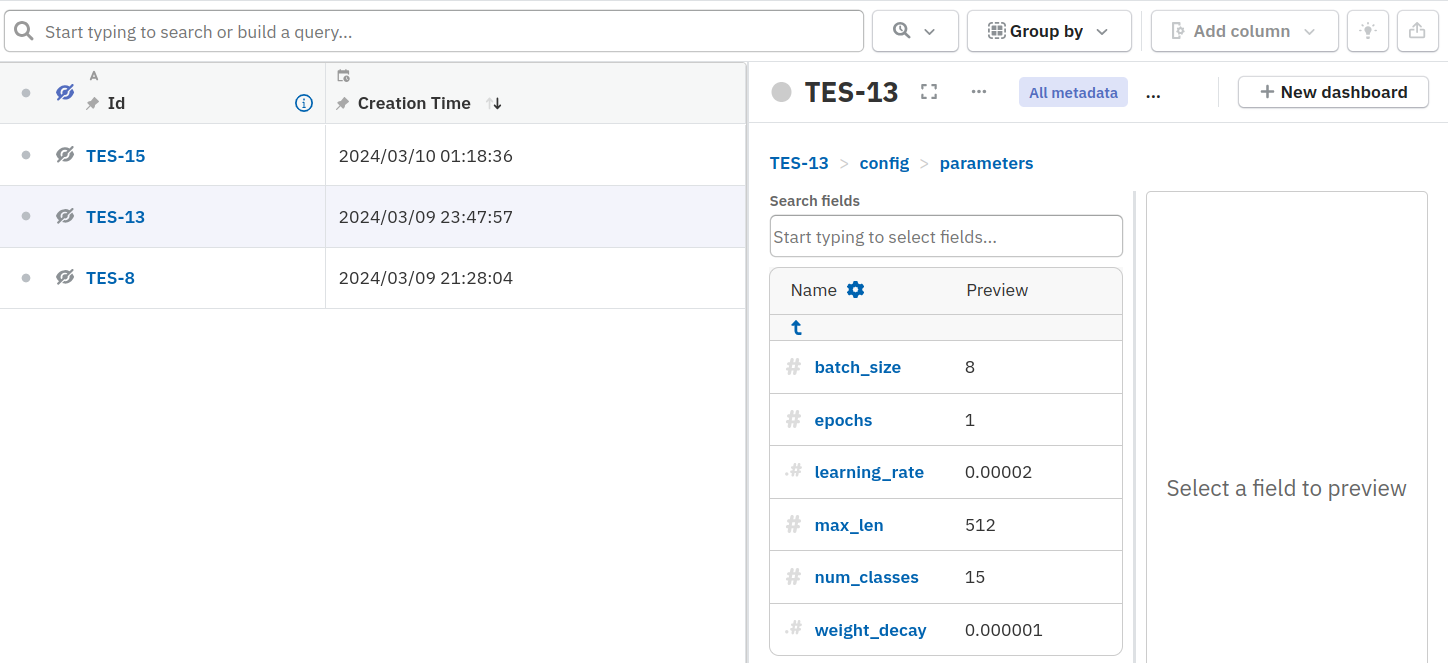 Start typing to search or build a query...
Group by
Add column
A
Id
Creation Time
TES-15 2024/03/10 01:18:36
TES-13 2024/03/09 23:47:57
TES-8 2024/03/09 21:28:04
TES-13 ... All metadata ... + New dashboard
TES-13 > config > parameters
Search fields
Start typing to select fields...
Name Preview
# batch_size 8
# epochs 1
.# learning_rate 0.00002
# max_len 512
# num_classes 15
.# weight_decay 0.000001
Select a field to preview